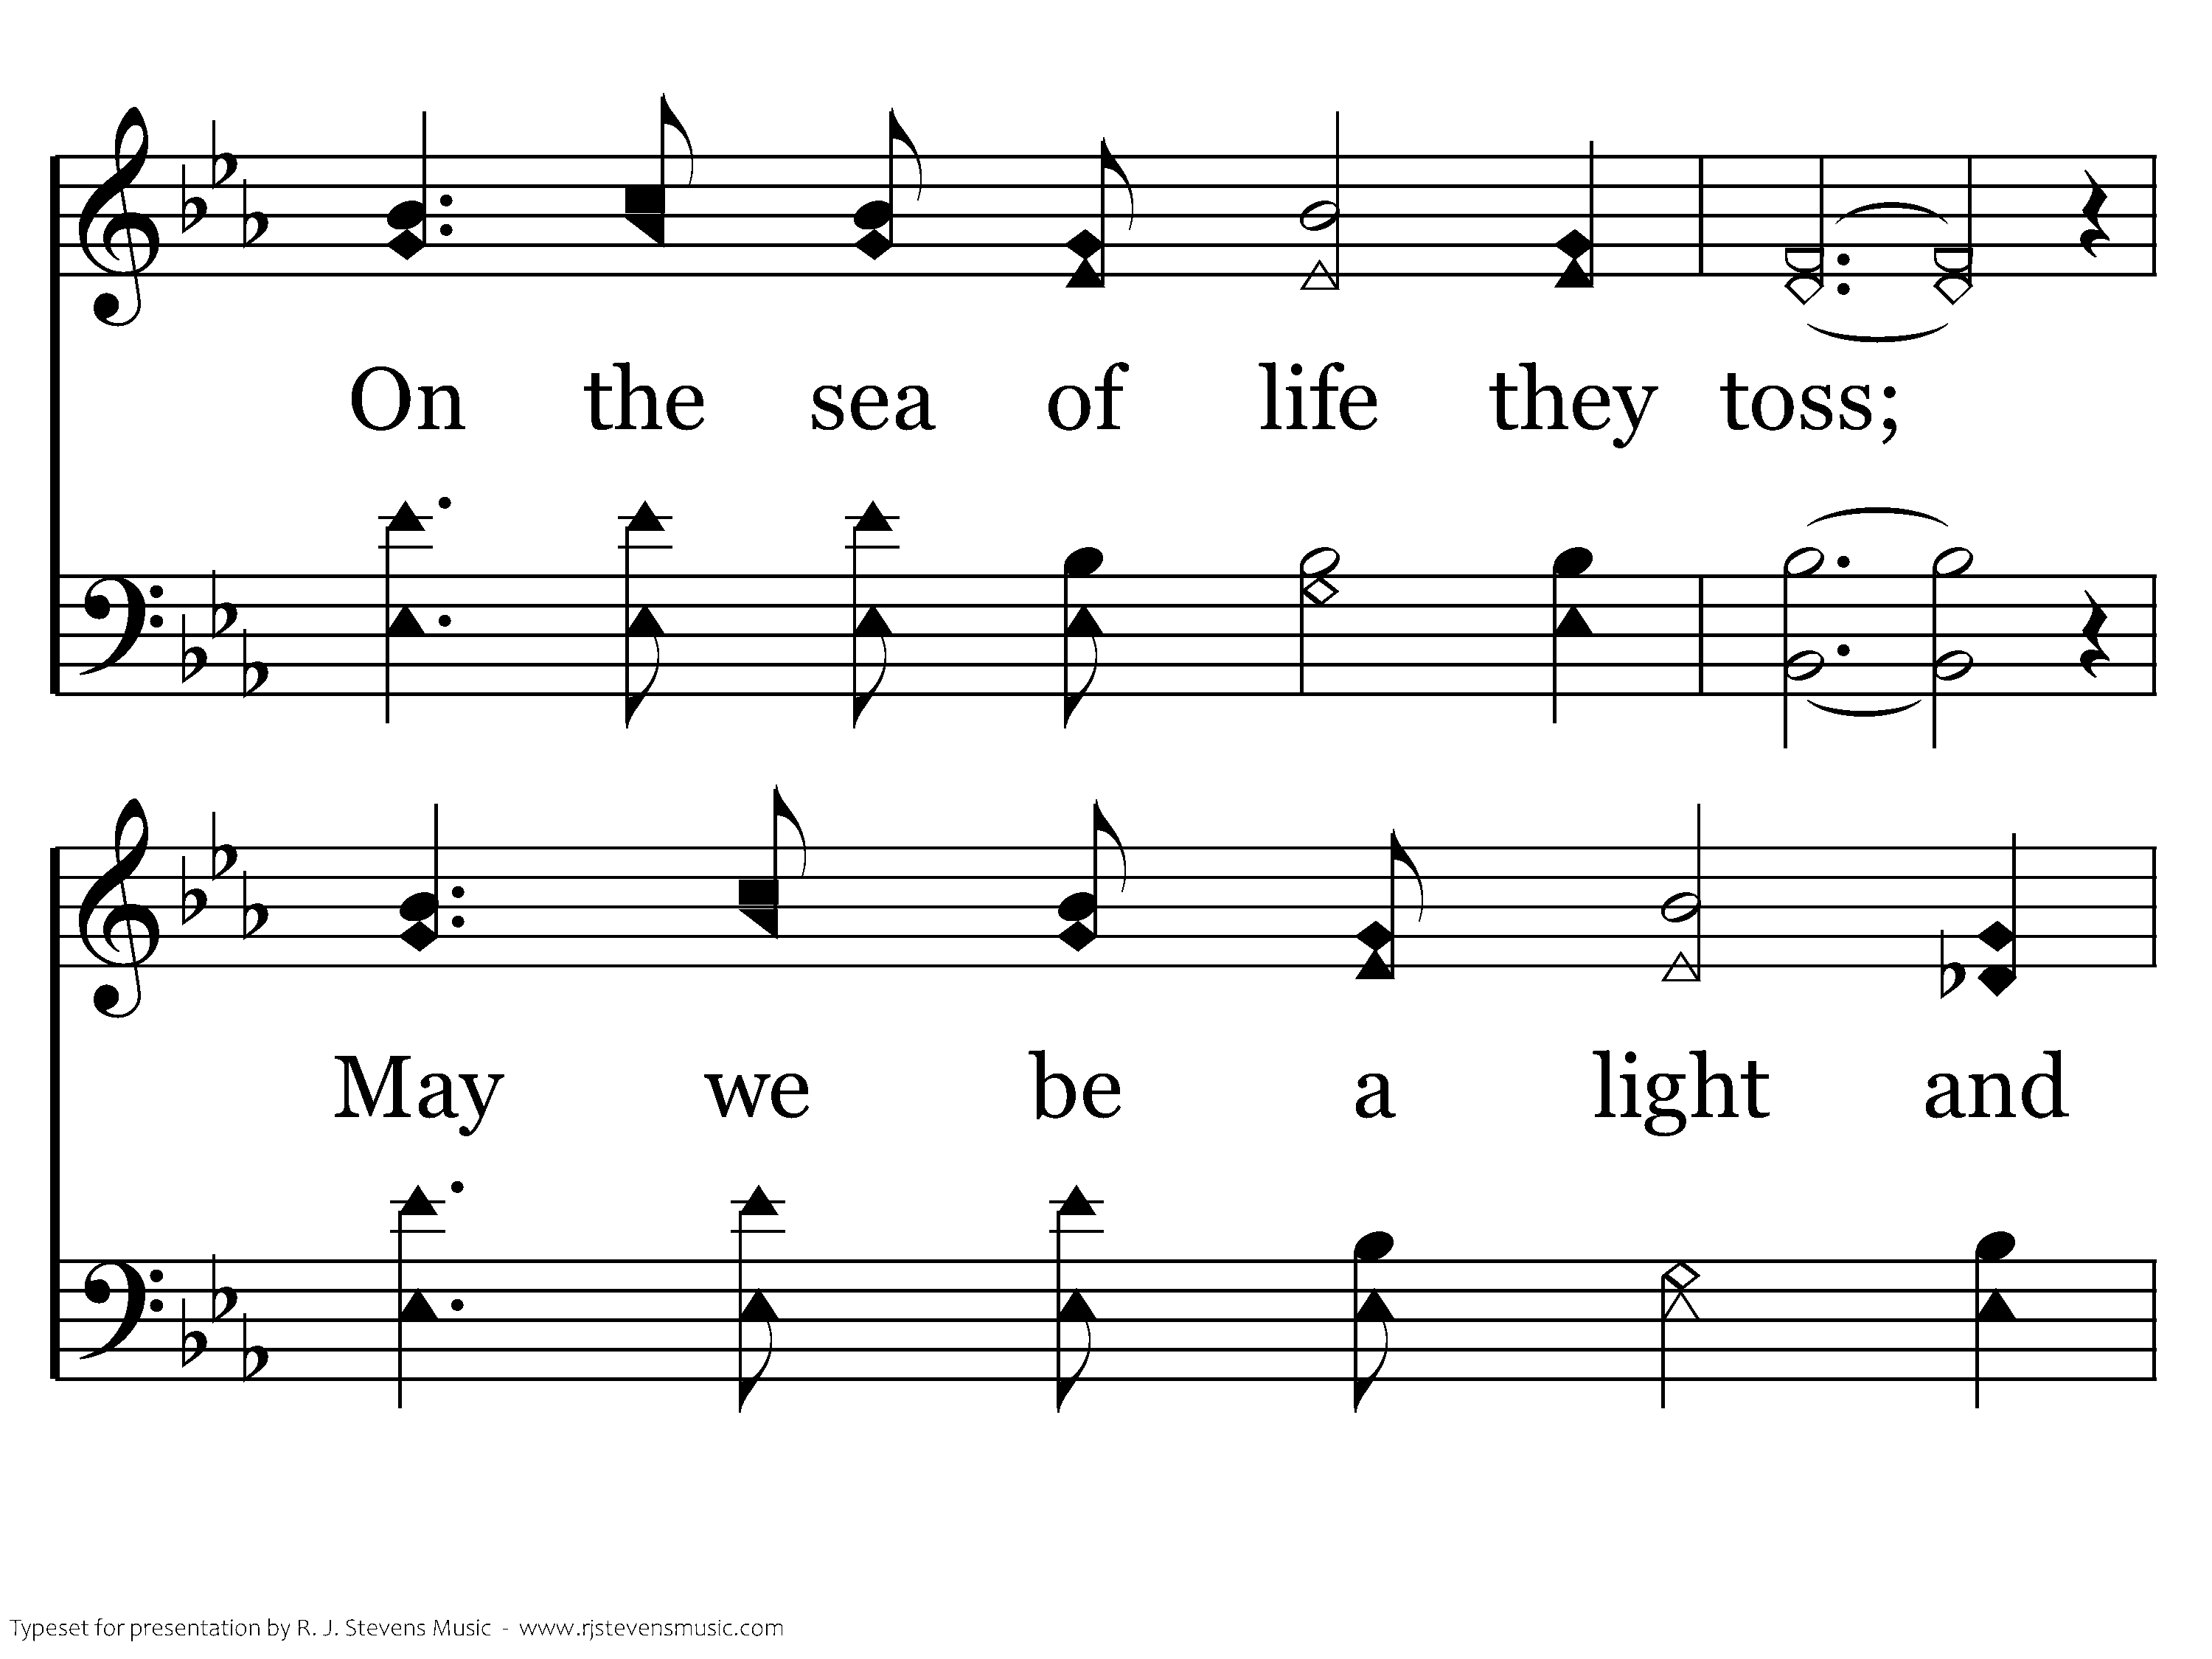 On the sea of life they toss;
May we be a light and
Typeset for presentation by R. J. Stevens Music - www.rjstevensmusic.com